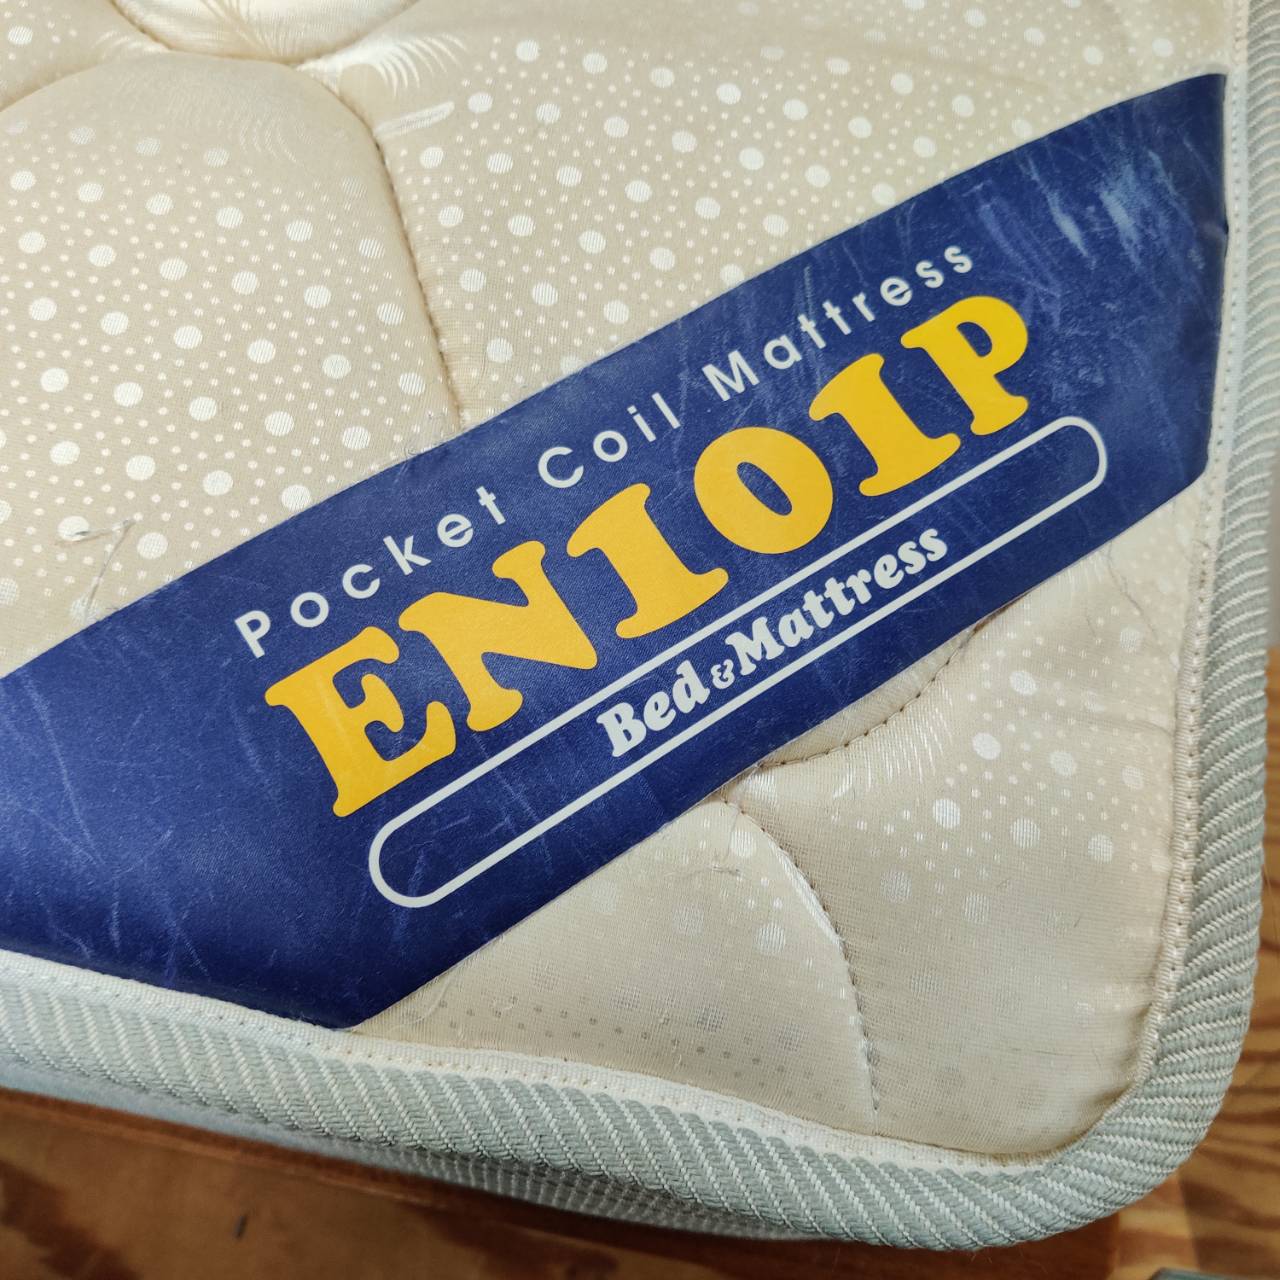 Pocket Coil Mattress
EN101P
Bed&Mattress